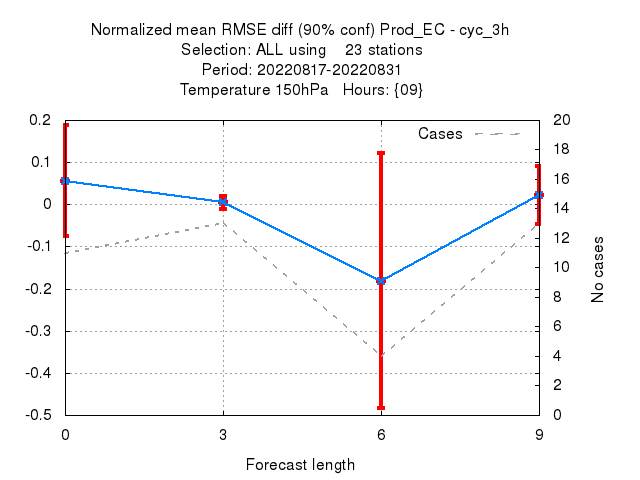 Normalized mean RMSE diff (90% conf) Prod_EC - cyc_3h
Selection: ALL using    23 stations
Period: 20220817-20220831
Temperature 150hPa   Hours: {09}
Cases
0.2
0.1
0
-0.1
-0.2
-0.3
-0.4
-0.5
20
18
16
14
12
10
8
6
4
2
0
No cases
0 3 6 9
Forecast length